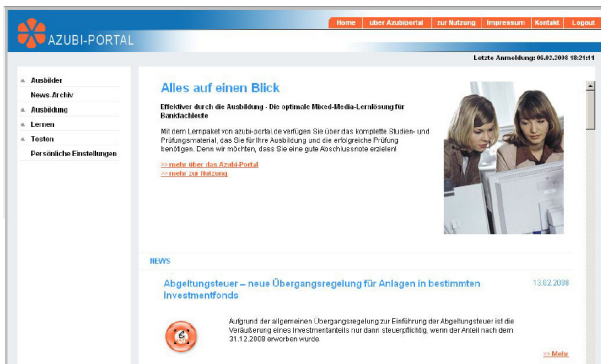 Home über Azubiportal zur Nutzung Impressum Kontakt Logout
AZUBI-PORTAL
Letzte Anmeldung: 06.02.2008 18:21:11
Ausbilder
News-Archiv
Ausbildung
Lernen
Testen
Persönliche Einstellungen
Alles auf einen Blick
Effektiver durch die Ausbildung - Die optimale Mixed-Media-Lernlösung für
Bankfachleute
Mit dem Lernpaket von azubi-portal.de verfügen Sie über das komplette Studien- und
Prüfungsmaterial, das Sie für Ihre Ausbildung und die erfolgreiche Prüfung
benötigen. Denn wir möchten, dass Sie eine gute Abschlussnote erzielen!
>> mehr über das Azubi-Portal
>> mehr zur Nutzung
NEWS
Abgeltungsteuer – neue Übergangsregelung für Anlagen in bestimmten
Investmentfonds
13.02.2008
Aufgrund der allgemeinen Übergangsregelung zur Einführung der Abgeltungsteuer ist die
Veräußerung eines Investmentanteils nur dann steuerpflichtig, wenn der Anteil nach dem
31.12.2008 erworben wurde.
>> Mehr